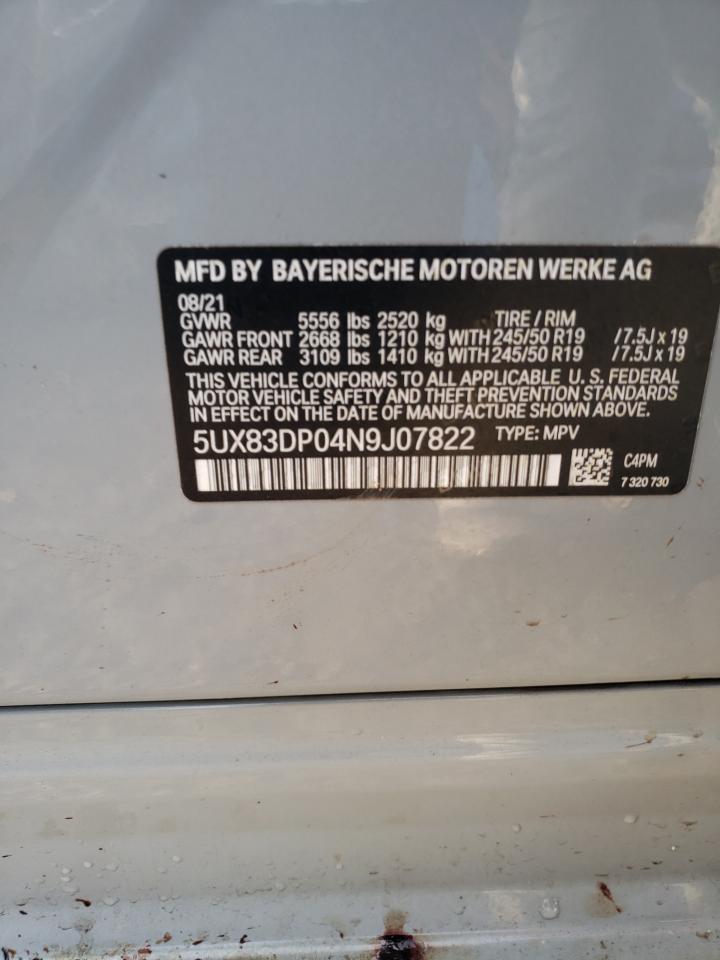 MFD BY BAYERISCHE MOTOREN WERKE AG
08/21
GVWR 5556 lbs 2520 kg TIRE / RIM
GAWR FRONT 2668 lbs 1210 kg WITH 245/50 R19 /7.5J x 19
GAWR REAR 3109 lbs 1410 kg WITH 245/50 R19 /7.5J x 19
THIS VEHICLE CONFORMS TO ALL APPLICABLE U. S. FEDERAL
MOTOR VEHICLE SAFETY AND THEFT PREVENTION STANDARDS
IN EFFECT ON THE DATE OF MANUFACTURE SHOWN ABOVE.
5UX83DP04N9J07822 TYPE: MPV
C4PM
7 320 730